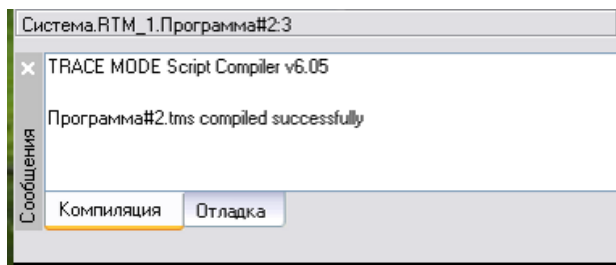 Система.RTM_1.Программа#2:3
TRACE MODE Script Compiler v6.05
Программа#2.tms compiled successfully
Сообщения
Компиляция
Отладка